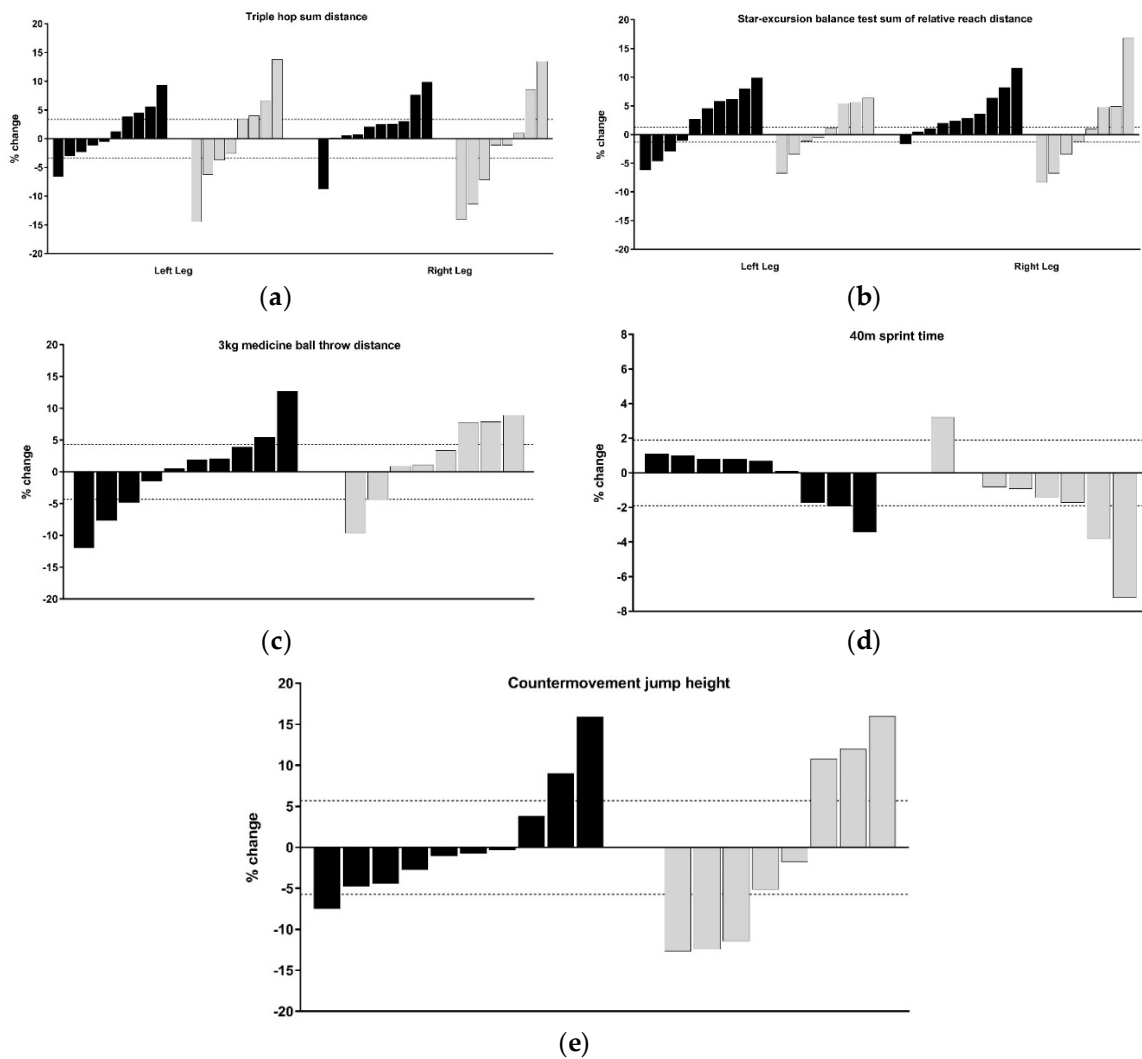 Triple hop sum distance
% change
20
15
10
5
0
-5
-10
-15
-20
Left Leg
Right Leg
(a)
Star-excursion balance test sum of relative reach distance
% change
20
15
10
5
0
-5
-10
-15
-20
Left Leg
Right Leg
(b)
3kg medicine ball throw distance
% change
20
15
10
5
0
-5
-10
-15
-20
(c)
40m sprint time
% change
8
6
4
2
0
-2
-4
-6
-8
(d)
Countermovement jump height
% change
20
15
10
5
0
-5
-10
-15
-20
(e)